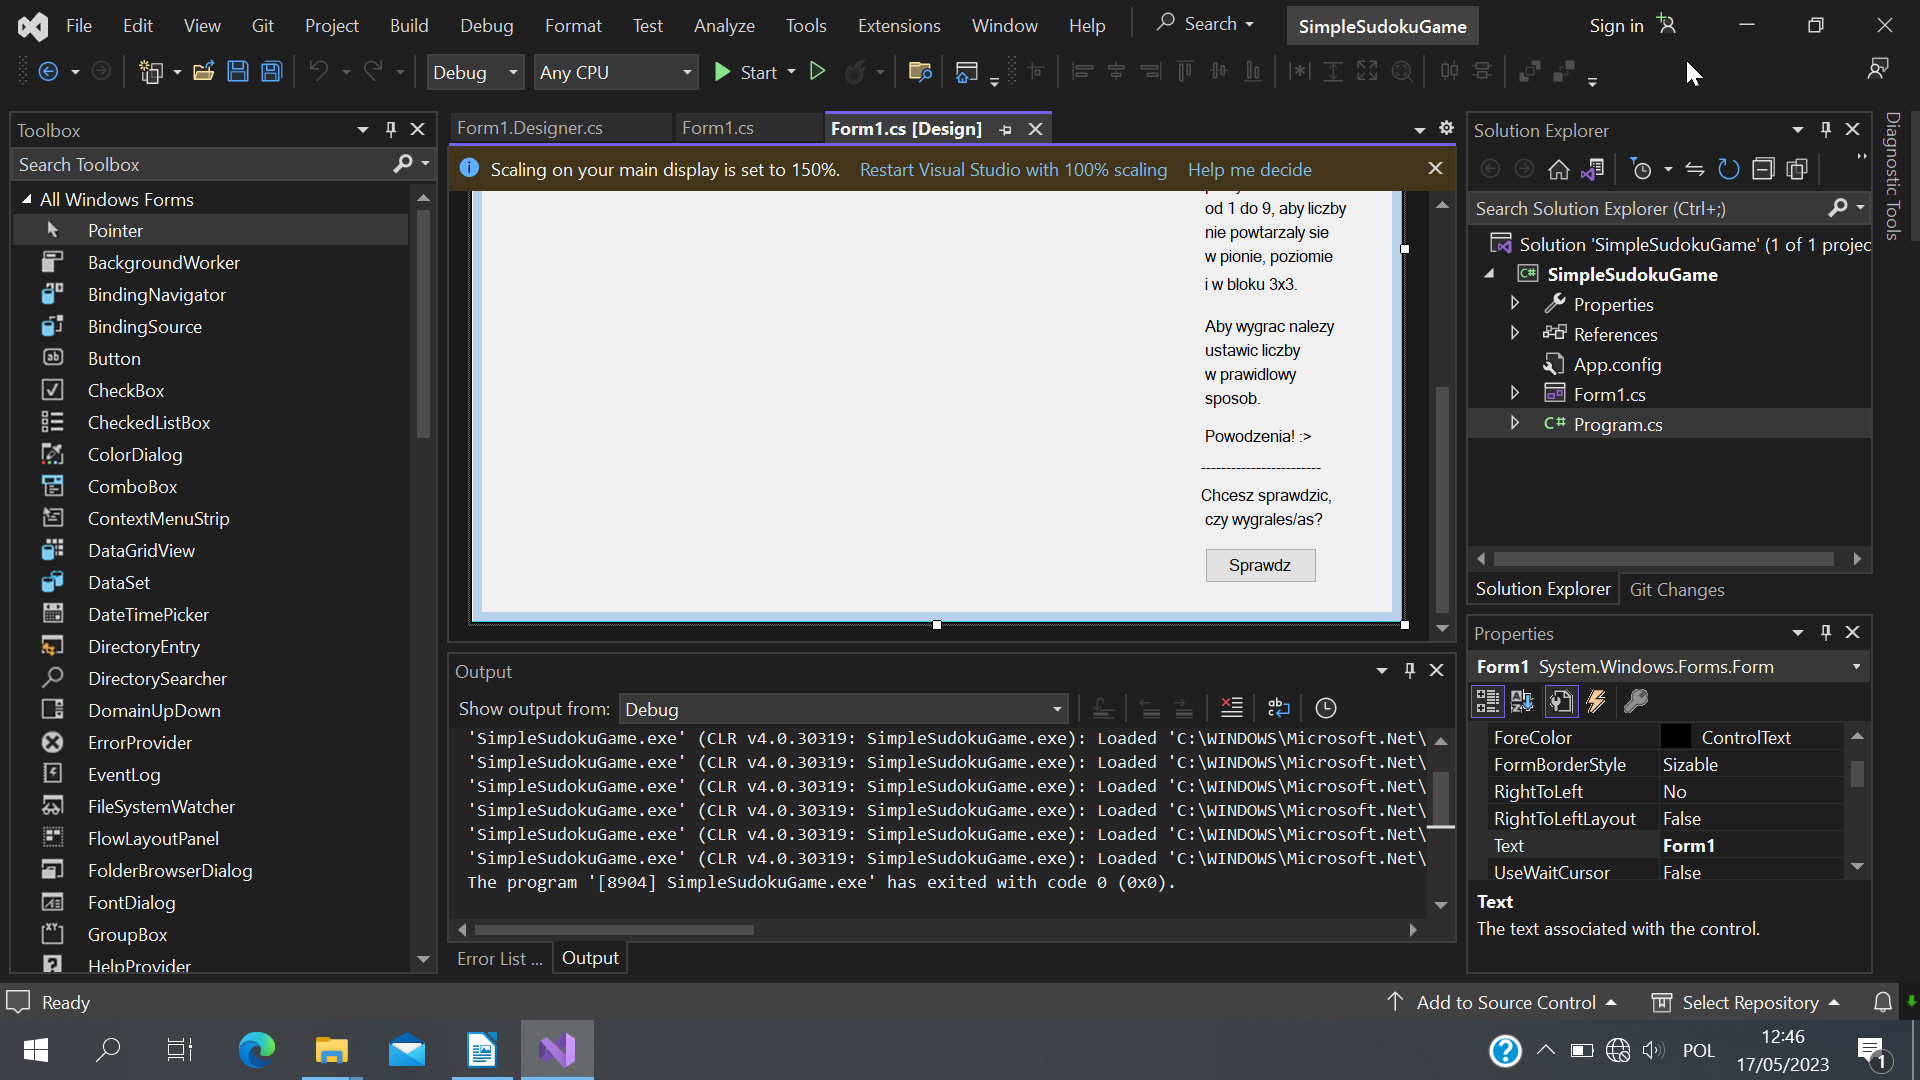 File Edit View Git Project Build Debug Format Test Analyze Tools Extensions Window Help Search SimpleSudokuGame Sign in
Debug Any CPU Start
Toolbox
Search Toolbox
All Windows Forms
Pointer
BackgroundWorker
BindingNavigator
BindingSource
Button
CheckBox
CheckedListBox
ColorDialog
ComboBox
ContextMenuStrip
DataGridView
DataSet
DateTimePicker
DirectoryEntry
DirectorySearcher
DomainUpDown
ErrorProvider
EventLog
FileSystemWatcher
FlowLayoutPanel
FolderBrowserDialog
FontDialog
GroupBox
HelpProvider
Form1.Designer.cs Form1.cs Form1.cs [Design]
Scaling on your main display is set to 150%. Restart Visual Studio with 100% scaling Help me decide
od 1 do 9, aby liczby
nie powtarzaly sie
w pionie, poziomie
i w bloku 3x3.
Aby wygrac nalezy
ustawic liczby
w prawidlowy
sposob.
Powodzenia! :>
------------------------
Chcesz sprawdzic,
czy wygrales/as?
Sprawdz
Output
Show output from: Debug
'SimpleSudokuGame.exe' (CLR v4.0.30319: SimpleSudokuGame.exe): Loaded 'C:\WINDOWS\Microsoft.Net\
'SimpleSudokuGame.exe' (CLR v4.0.30319: SimpleSudokuGame.exe): Loaded 'C:\WINDOWS\Microsoft.Net\
'SimpleSudokuGame.exe' (CLR v4.0.30319: SimpleSudokuGame.exe): Loaded 'C:\WINDOWS\Microsoft.Net\
'SimpleSudokuGame.exe' (CLR v4.0.30319: SimpleSudokuGame.exe): Loaded 'C:\WINDOWS\Microsoft.Net\
'SimpleSudokuGame.exe' (CLR v4.0.30319: SimpleSudokuGame.exe): Loaded 'C:\WINDOWS\Microsoft.Net\
'SimpleSudokuGame.exe' (CLR v4.0.30319: SimpleSudokuGame.exe): Loaded 'C:\WINDOWS\Microsoft.Net\
The program '[8904] SimpleSudokuGame.exe' has exited with code 0 (0x0).
Error List ... Output
Solution Explorer
Search Solution Explorer (Ctrl+;)
Solution 'SimpleSudokuGame' (1 of 1 projec
SimpleSudokuGame
Properties
References
App.config
Form1.cs
C# Program.cs
Solution Explorer Git Changes
Properties
Form1 System.Windows.Forms.Form
ForeColor ControlText
FormBorderStyle Sizable
RightToLeft No
RightToLeftLayout False
Text Form1
UseWaitCursor False
Text
The text associated with the control.
Diagnostic Tools
Ready Add to Source Control Select Repository
POL
12:46
17/05/2023
1